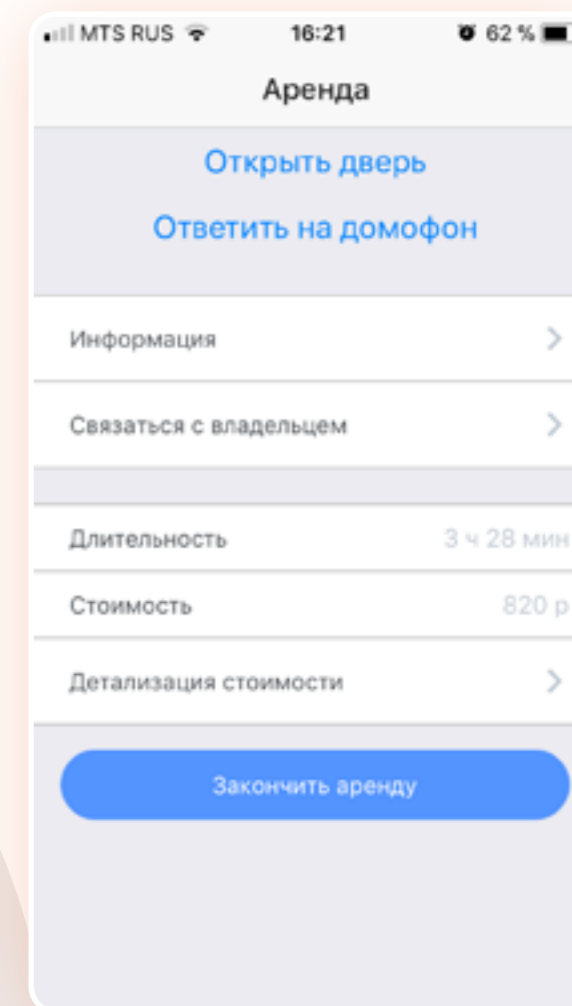 MTS RUS 16:21 62 %
Аренда
Открыть дверь
Ответить на домофон
Информация
Связаться с владельцем
Длительность 3 ч 28 мин
Стоимость 820 р
Детализация стоимости
Закончить аренду